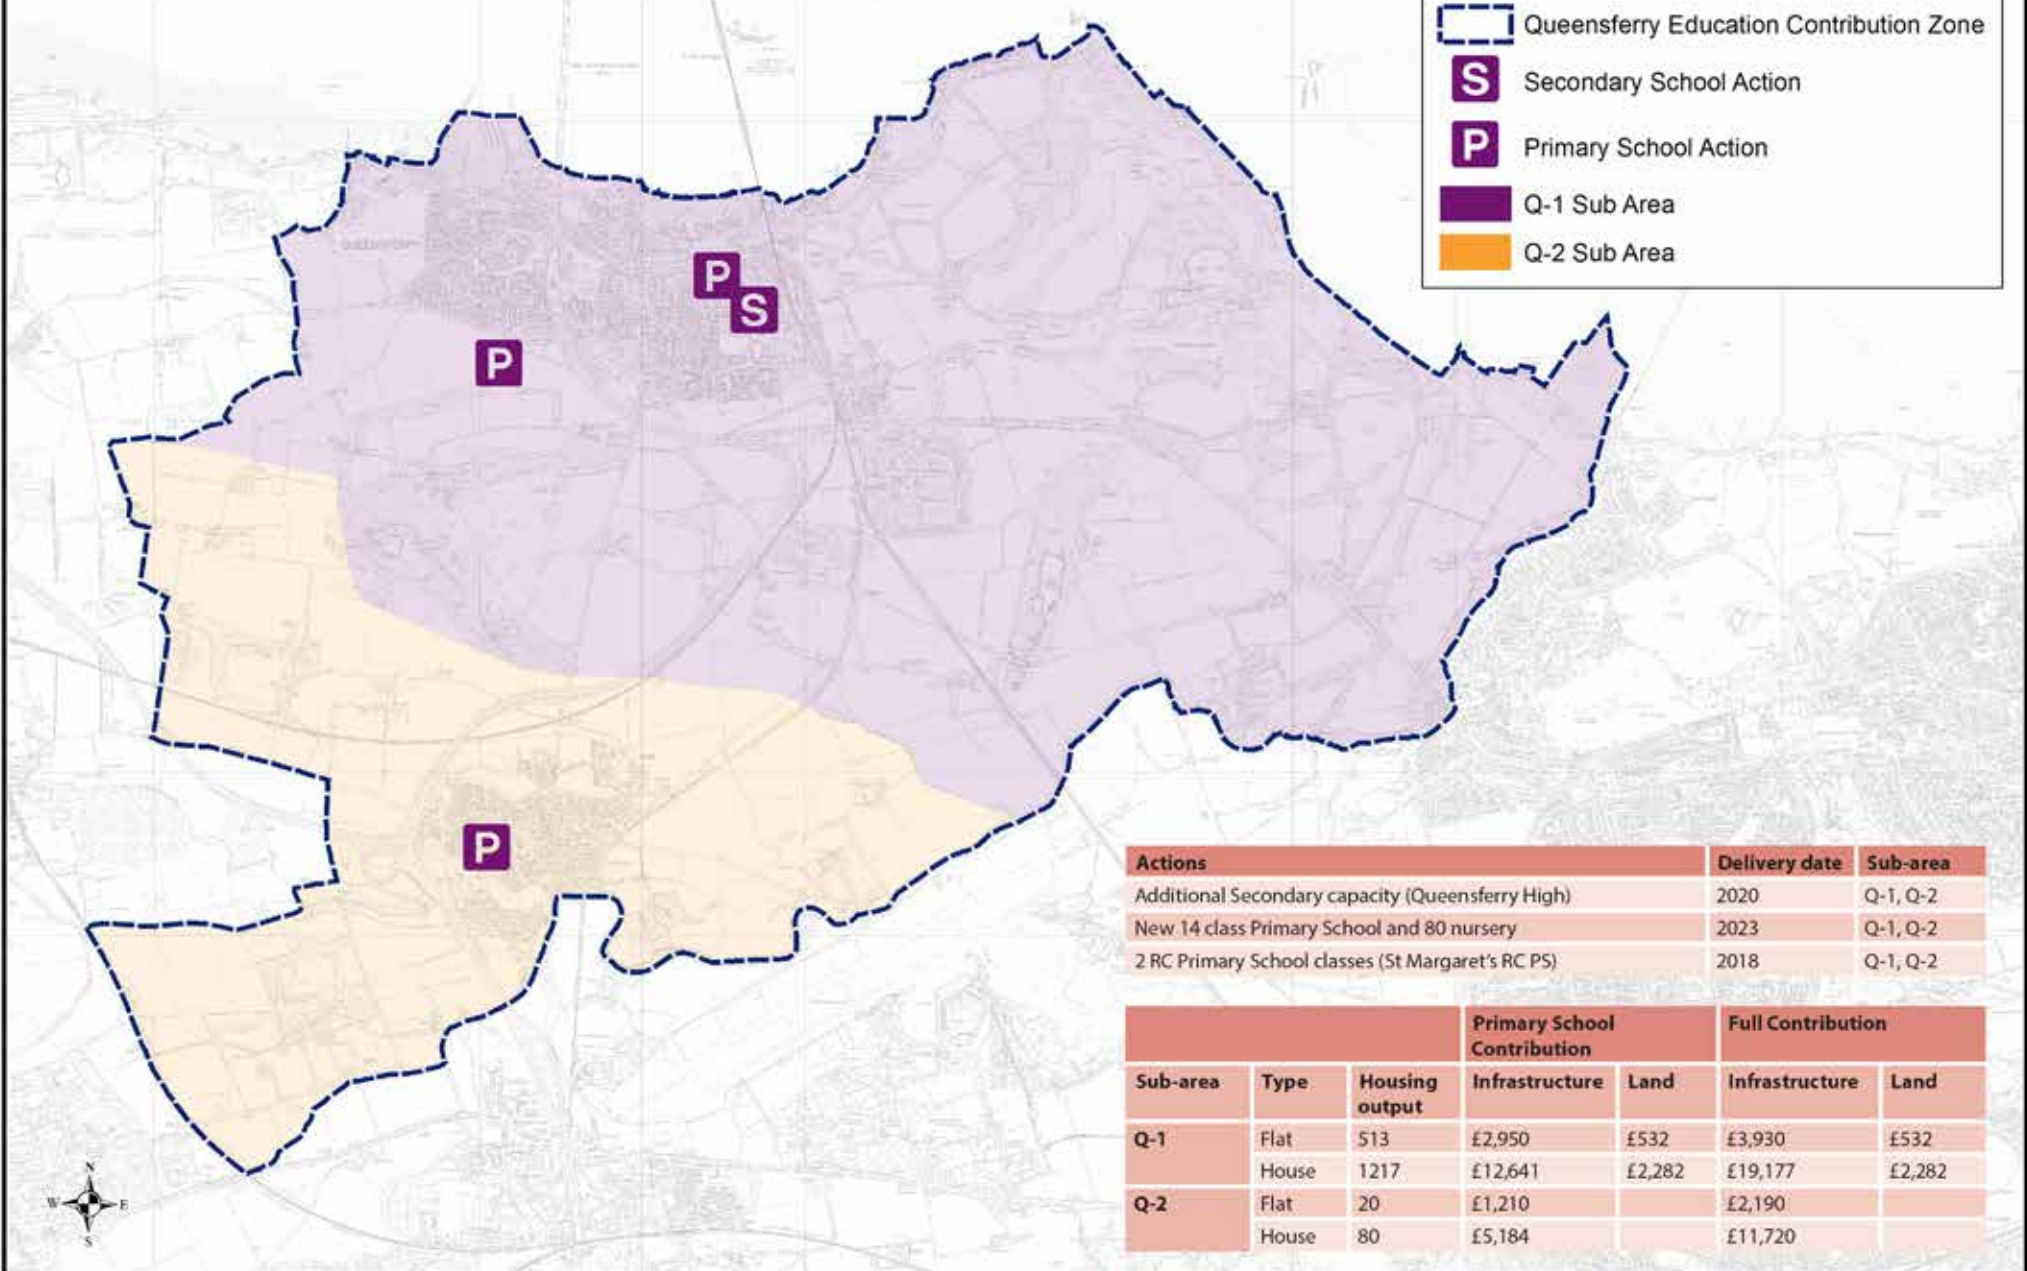 Queensferry Education Contribution Zone
S Secondary School Action
P Primary School Action
Q-1 Sub Area
Q-2 Sub Area
P
S
P
P
Actions Delivery date Sub-area
Additional Secondary capacity (Queensferry High) 2020 Q-1, Q-2
New 14 class Primary School and 80 nursery 2023 Q-1, Q-2
2 RC Primary School classes (St Margaret's RC PS) 2018 Q-1, Q-2
Primary School Contribution Full Contribution
Sub-area Type Housing output Infrastructure Land Infrastructure Land
Q-1 Flat 513 £2,950 £532 £3,930 £532
House 1217 £12,641 £2,282 £19,177 £2,282
Q-2 Flat 20 £1,210 £2,190
House 80 £5,184 £11,720
N
W E
S